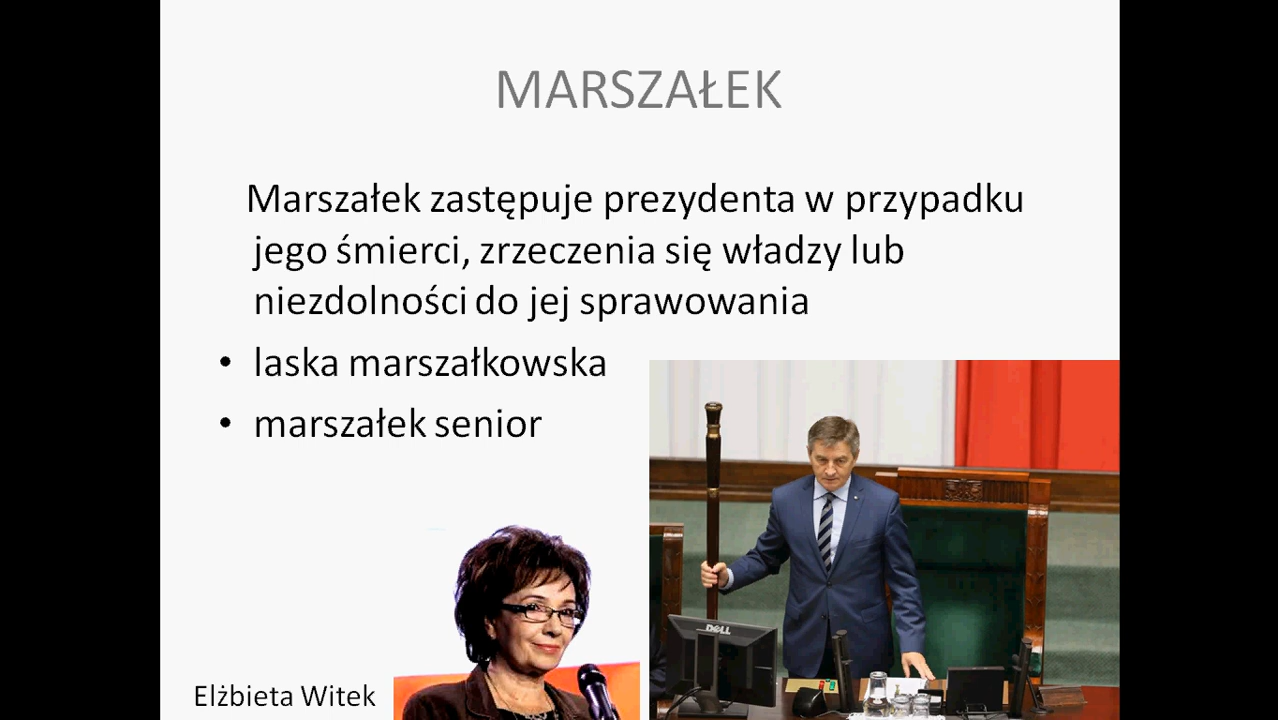 MARSZAŁEK
Marszałek zastępuje prezydenta w przypadku
jego śmierci, zrzeczenia się władzy lub
niezdolności do jej sprawowania
• laska marszałkowska
• marszałek senior
DELL
Elżbieta Witek